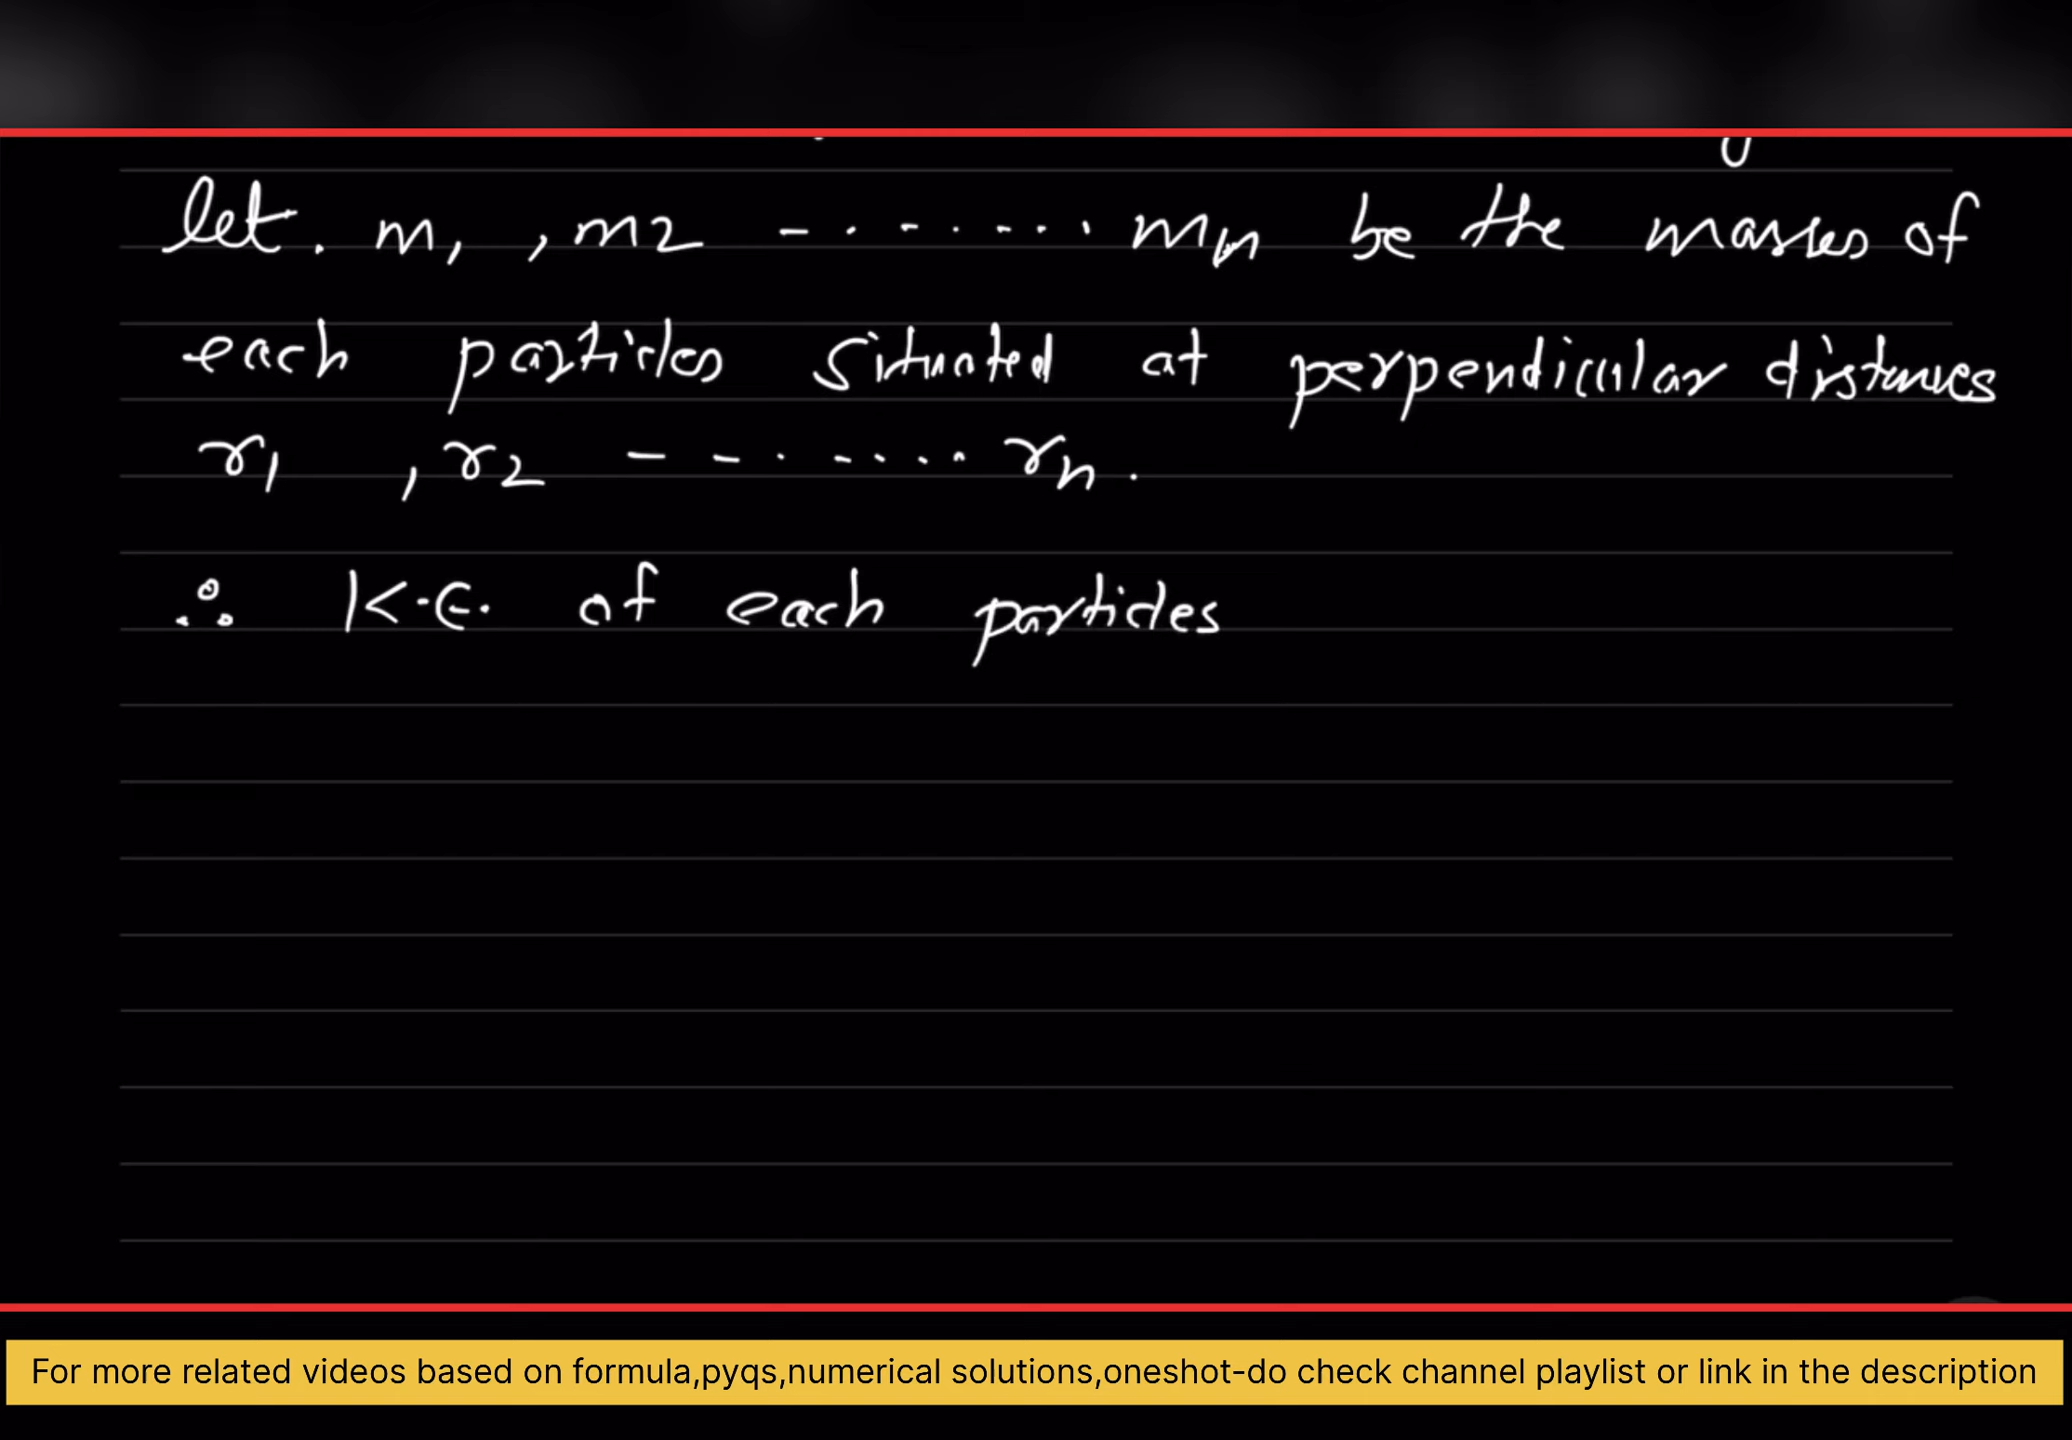 let. m1 , m2 - . - . - . . , mn be the masses of
each particles situated at perpendicular distances
r1 , r2 - - . - . . . . rn.
∴ K.E. of each particles
For more related videos based on formula,pyqs,numerical solutions,oneshot-do check channel playlist or link in the description